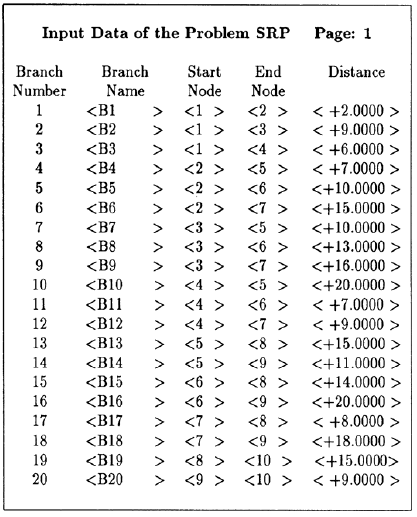 Input Data of the Problem SRP Page: 1
Branch Branch Start End Distance
Number Name Node Node
1 <B1 > <1 > <2 > < +2.0000 >
2 <B2 > <1 > <3 > < +9.0000 >
3 <B3 > <1 > <4 > < +6.0000 >
4 <B4 > <2 > <5 > < +7.0000 >
5 <B5 > <2 > <6 > <+10.0000 >
6 <B6 > <2 > <7 > <+15.0000 >
7 <B7 > <3 > <5 > <+10.0000 >
8 <B8 > <3 > <6 > <+13.0000 >
9 <B9 > <3 > <7 > <+16.0000 >
10 <B10 > <4 > <5 > <+20.0000 >
11 <B11 > <4 > <6 > < +7.0000 >
12 <B12 > <4 > <7 > < +9.0000 >
13 <B13 > <5 > <8 > <+15.0000 >
14 <B14 > <5 > <9 > <+11.0000 >
15 <B15 > <6 > <8 > <+14.0000 >
16 <B16 > <6 > <9 > <+20.0000 >
17 <B17 > <7 > <8 > < +8.0000 >
18 <B18 > <7 > <9 > <+18.0000 >
19 <B19 > <8 > <10 > <+15.0000>
20 <B20 > <9 > <10 > < +9.0000 >